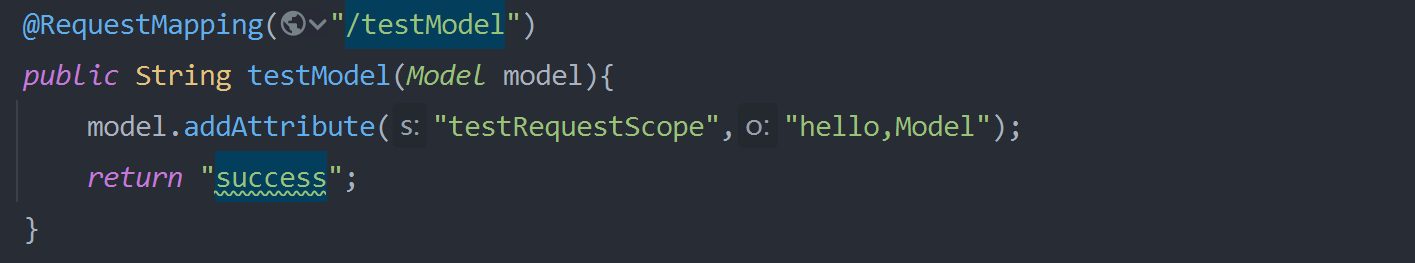 @RequestMapping("/testModel")
public String testModel(Model model){
model.addAttribute( s: "testRequestScope", o: "hello,Model");
return "success";
}